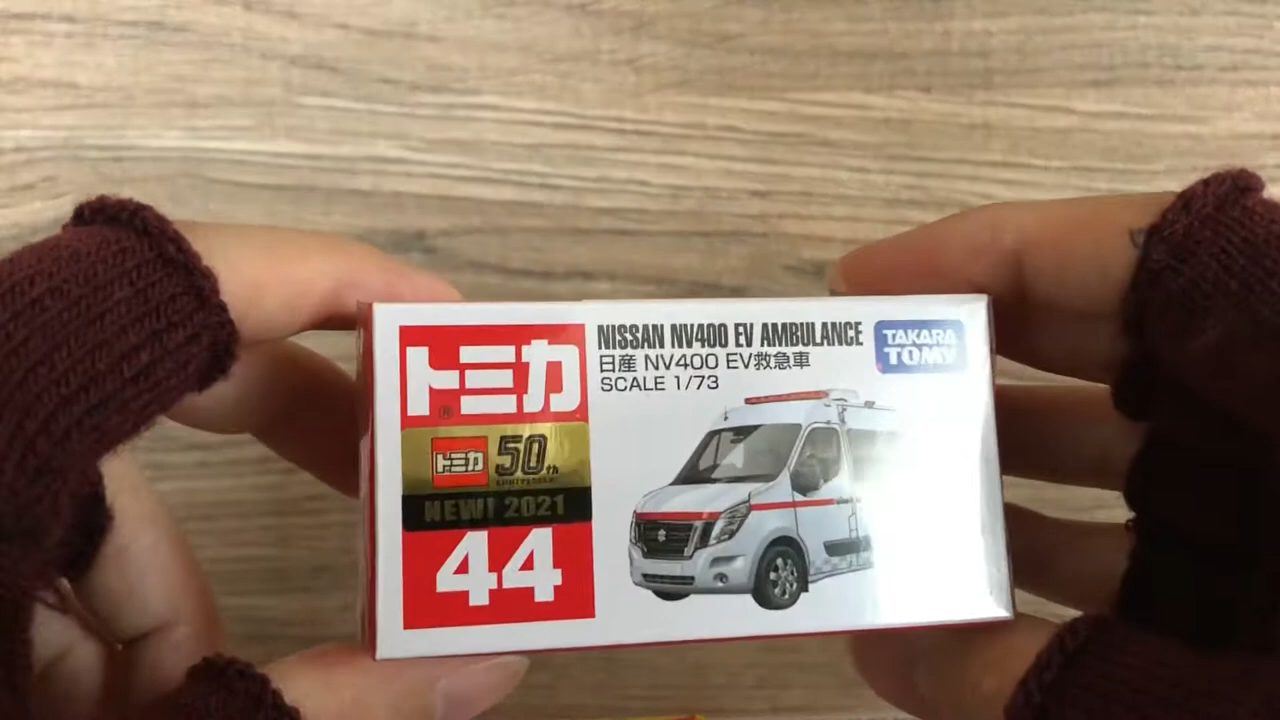 トミカ
®
トミカ 50th
ANNIVERSARY
NEW! 2021
44
NISSAN NV400 EV AMBULANCE
日産 NV400 EV救急車
SCALE 1/73
TAKARA
TOMY